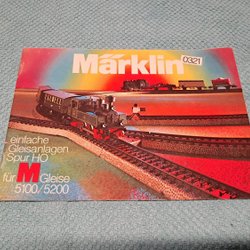 Märklin
0321
einfache
Gleisanlagen
Spur HO
für M Gleise
5100/5200